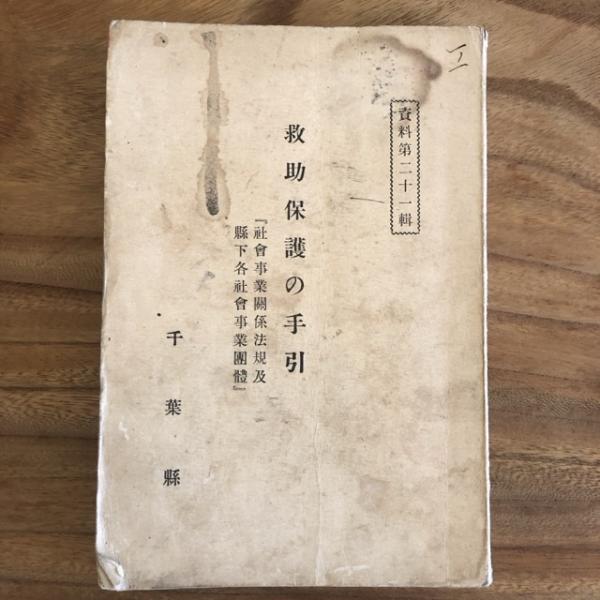 資料第二十一輯
救助保護の手引
『社會事業關係法規及
縣下各社會事業團體』
千葉縣